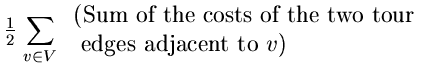 ½ ∑ v∈V (Sum of the costs of the two tour
edges adjacent to v)